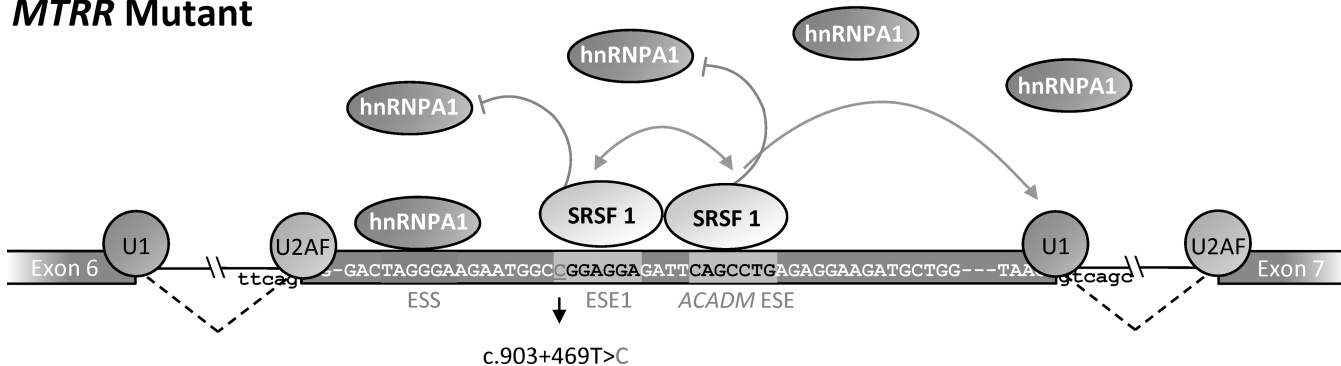 MTRR Mutant
hnRNPA1
hnRNPA1
hnRNPA1
hnRNPA1
hnRNPA1
SRSF 1
SRSF 1
U1
U2AF
U1
U2AF
Exon 6
ttcag
G-GACTAGGGAAGAATGGCCGGAGGAGATTCAGCCTGAGAGGAAGATGCTGG---TAA
gtcagc
Exon 7
ESS
ESE1
ACADM ESE
c.903+469T>C